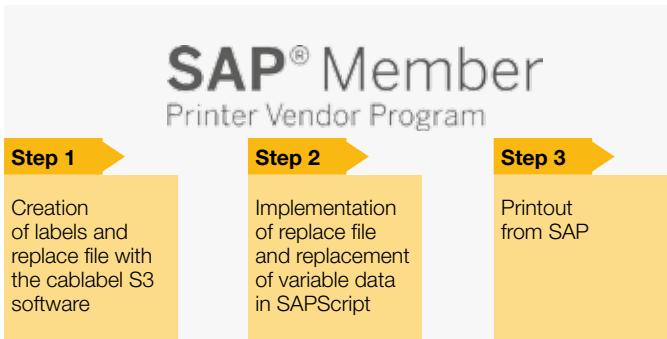 SAP® Member
Printer Vendor Program
Step 1
Creation
of labels and
replace file with
the cablabel S3
software
Step 2
Implementation
of replace file
and replacement
of variable data
in SAPScript
Step 3
Printout
from SAP